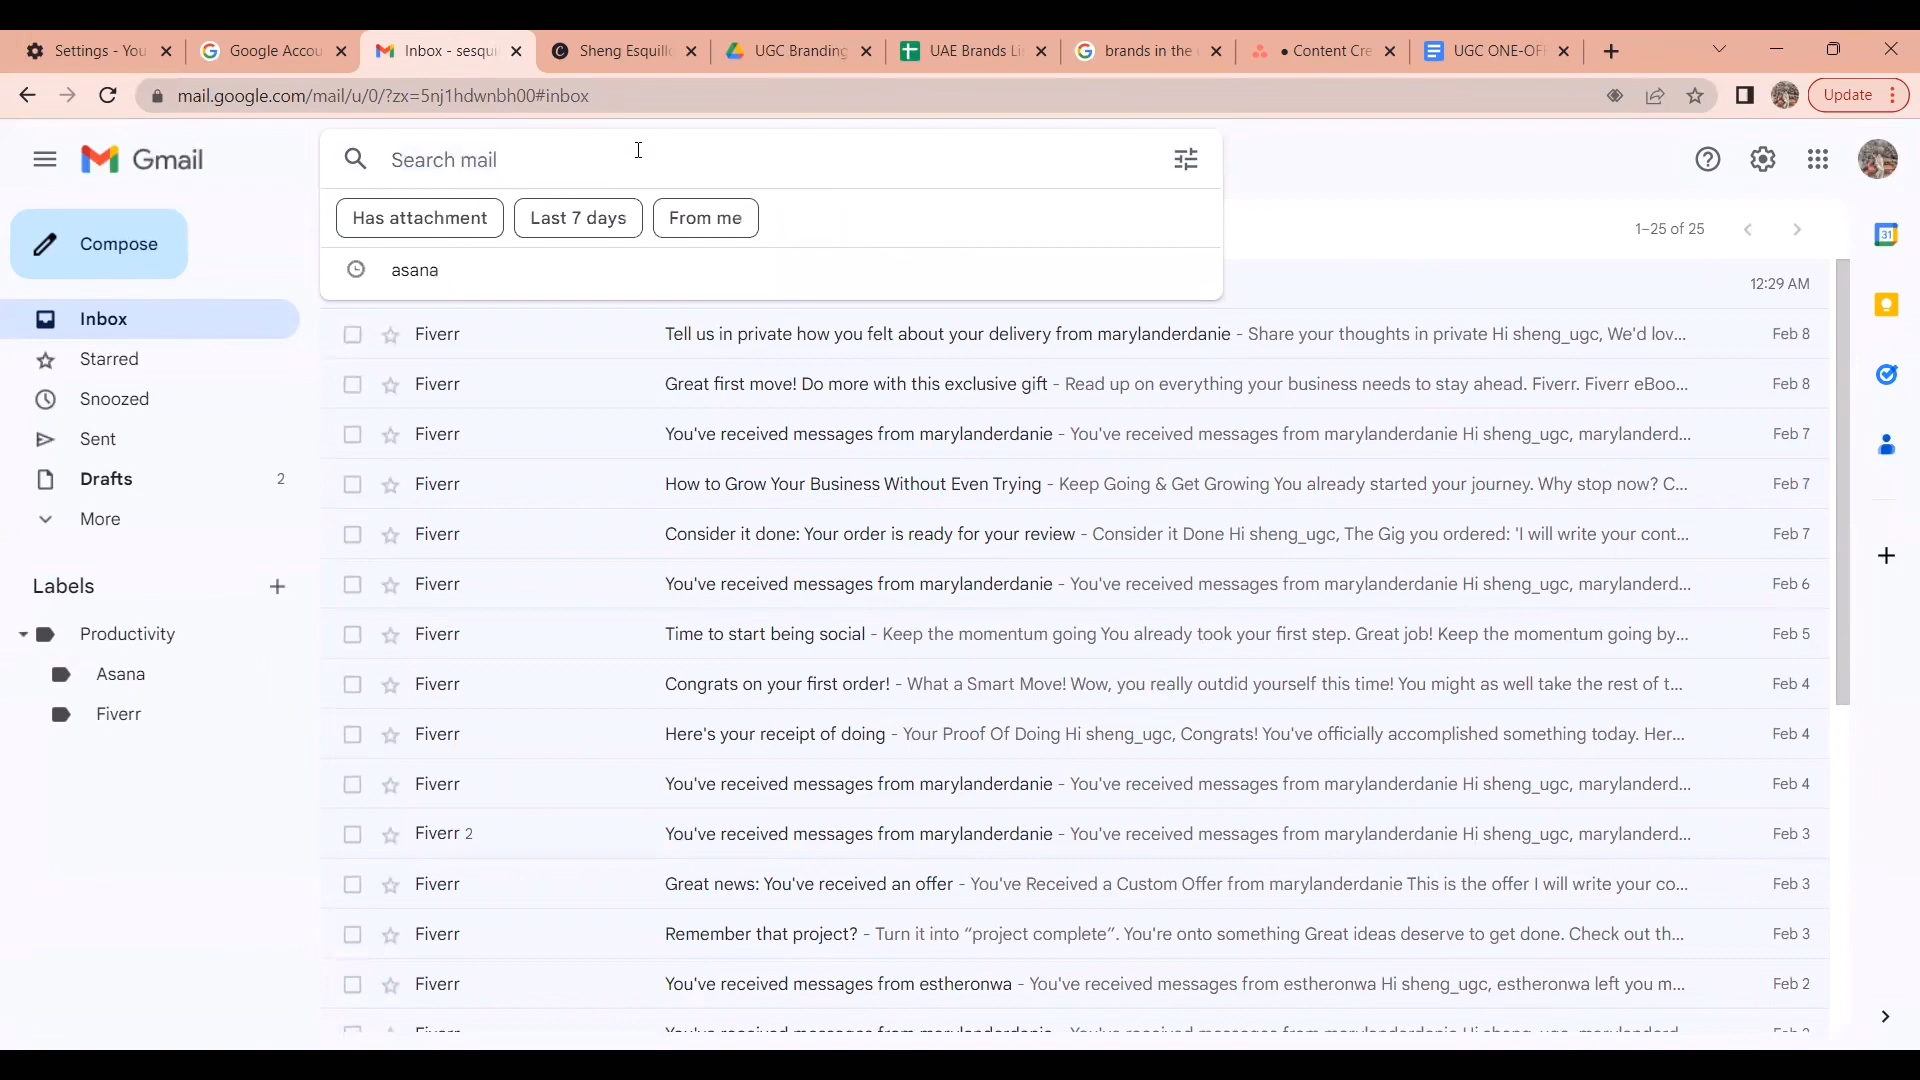 Settings - You
Google Accou
Inbox - sesqui
Sheng Esquill
UGC Branding
UAE Brands Li
brands in the
• Content Cre
UGC ONE-OF
mail.google.com/mail/u/0/?zx=5nj1hdwnbh00#inbox
Update
Gmail
Search mail
Has attachment
Last 7 days
From me
1–25 of 25
asana
Compose
Inbox
Starred
Snoozed
Sent
Drafts 2
More
Labels
Productivity
Asana
Fiverr
31
12:29 AM
Fiverr Tell us in private how you felt about your delivery from marylanderdanie - Share your thoughts in private Hi sheng_ugc, We'd lov... Feb 8
Fiverr Great first move! Do more with this exclusive gift - Read up on everything your business needs to stay ahead. Fiverr. Fiverr eBoo... Feb 8
Fiverr You've received messages from marylanderdanie - You've received messages from marylanderdanie Hi sheng_ugc, marylanderd... Feb 7
Fiverr How to Grow Your Business Without Even Trying - Keep Going & Get Growing You already started your journey. Why stop now? C... Feb 7
Fiverr Consider it done: Your order is ready for your review - Consider it Done Hi sheng_ugc, The Gig you ordered: 'I will write your cont... Feb 7
Fiverr You've received messages from marylanderdanie - You've received messages from marylanderdanie Hi sheng_ugc, marylanderd... Feb 6
Fiverr Time to start being social - Keep the momentum going You already took your first step. Great job! Keep the momentum going by... Feb 5
Fiverr Congrats on your first order! - What a Smart Move! Wow, you really outdid yourself this time! You might as well take the rest of t... Feb 4
Fiverr Here's your receipt of doing - Your Proof Of Doing Hi sheng_ugc, Congrats! You've officially accomplished something today. Her... Feb 4
Fiverr You've received messages from marylanderdanie - You've received messages from marylanderdanie Hi sheng_ugc, marylanderd... Feb 4
Fiverr 2 You've received messages from marylanderdanie - You've received messages from marylanderdanie Hi sheng_ugc, marylanderd... Feb 3
Fiverr Great news: You've received an offer - You've Received a Custom Offer from marylanderdanie This is the offer I will write your co... Feb 3
Fiverr Remember that project? - Turn it into “project complete”. You're onto something Great ideas deserve to get done. Check out th... Feb 3
Fiverr You've received messages from estheronwa - You've received messages from estheronwa Hi sheng_ugc, estheronwa left you m... Feb 2